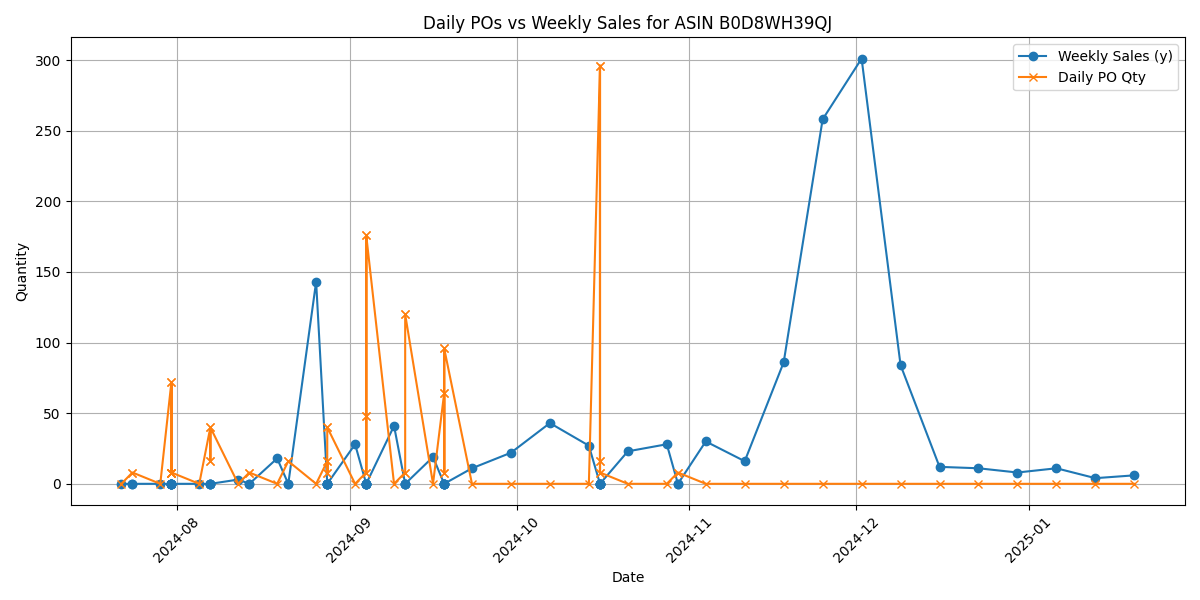 Daily POs vs Weekly Sales for ASIN B0D8WH39QJ
Weekly Sales (y)
Daily PO Qty
Quantity
300
250
200
150
100
50
0
2024-08
2024-09
2024-10
2024-11
2024-12
2025-01
Date